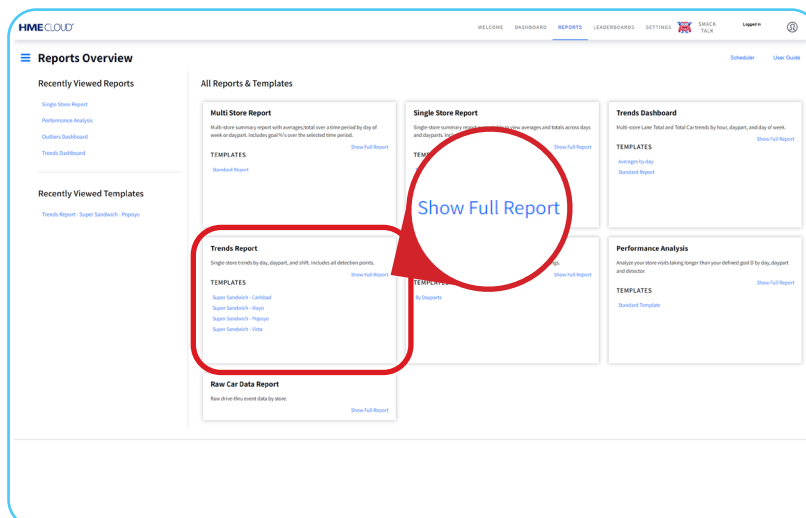 HME CLOUD®
WELCOME DASHBOARD REPORTS LEADERBOARDS SETTINGS SMACK TALK Logged in
Reports Overview
Scheduler User Guide
Recently Viewed Reports
Single Store Report
Performance Analysis
Outliers Dashboard
Trends Dashboard
Recently Viewed Templates
Trends Report - Super Sandwich - Popoyo
All Reports & Templates
Multi Store Report
Multi-store summary report with averages/total over a time period by day of
week or daypart. Includes goal %'s over the selected time period.
Show Full Report
TEMPLATES
Standard Report
Single Store Report
Single-store summary report
to view averages and totals across days
and dayparts.
Show Full Report
Trends Dashboard
Multi-store Lane Total and Total Car trends by hour, daypart, and day of week.
Show Full Report
TEMPLATES
Averages by day
Standard Report
Show Full Report
Trends Report
Single-store trends by day, daypart, and shift. Includes all detection points.
Show Full Report
TEMPLATES
Super Sandwich - Carlsbad
Super Sandwich - Mayo
Super Sandwich - Popoyo
Super Sandwich - Vista
Show Full Report
TEMPLATES
By Dayparts
Performance Analysis
Analyze your store visits taking longer than your defined goal D by day, daypart
and detector.
Show Full Report
TEMPLATES
Standard Template
Raw Car Data Report
Raw drive-thru event data by store.
Show Full Report